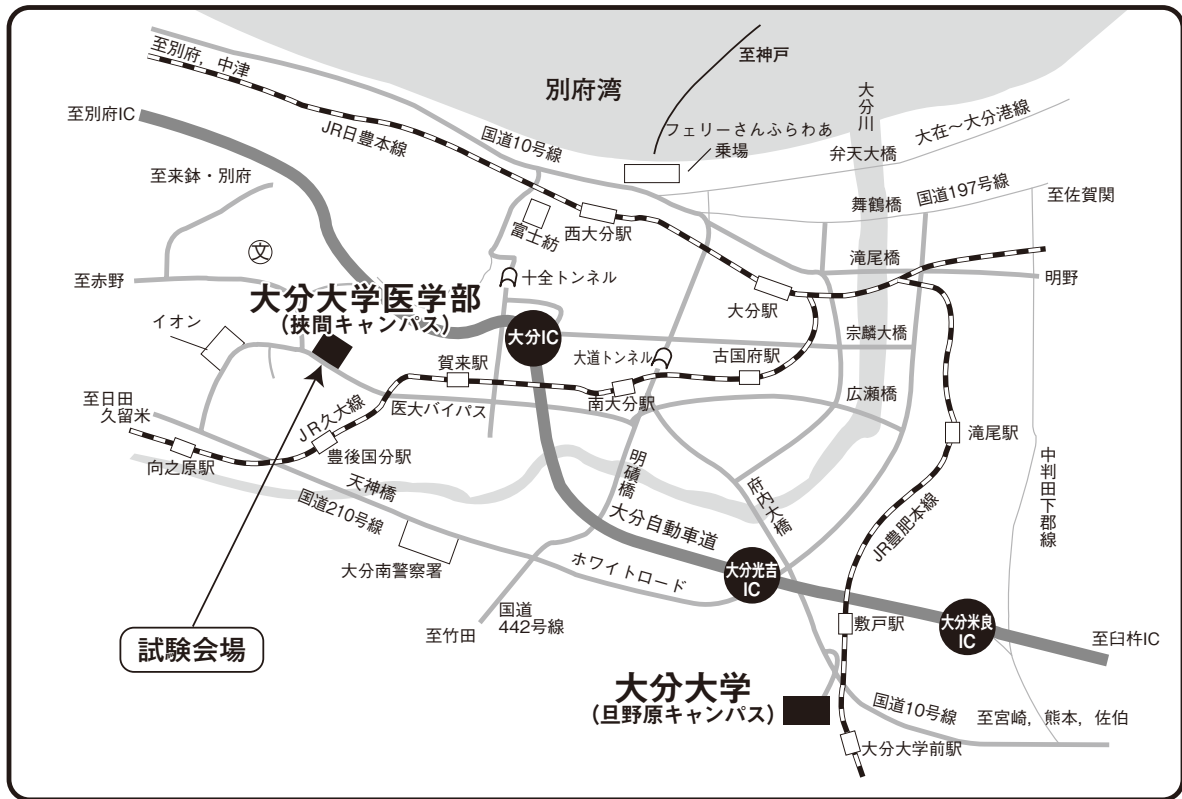 至別府，中津
至神戸
別府湾
大分川
至別府IC
JR日豊本線
国道10号線
フェリーさんふらわあ
乗場
大在～大分港線
弁天大橋
至来鉢・別府
舞鶴橋
国道197号線
至佐賀関
文
富士紡
西大分駅
滝尾橋
至赤野
十全トンネル
明野
大分大学医学部
(挾間キャンパス)
大分駅
イオン
大分IC
宗麟大橋
賀来駅
大道トンネル
古国府駅
至日田
久留米
JR久大線
医大バイパス
南大分駅
広瀬橋
滝尾駅
向之原駅
豊後国分駅
天神橋
明磧橋
府内大橋
中判田下郡線
国道210号線
大分自動車道
JR豊肥本線
大分南警察署
ホワイトロード
大分光吉
IC
国道
442号線
至竹田
敷戸駅
大分米良
IC
至臼杵IC
試験会場
大分大学
(旦野原キャンパス)
国道10号線
至宮崎，熊本，佐伯
大分大学前駅